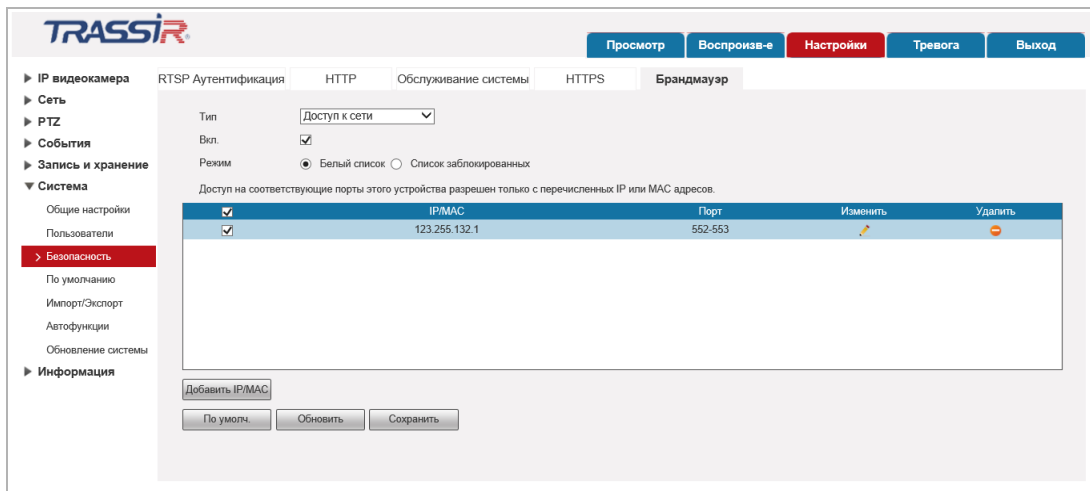 TRASSIR
Просмотр Воспроизв-е Настройки Тревога Выход
IP видеокамера
Сеть
PTZ
События
Запись и хранение
Система
Общие настройки
Пользователи
Безопасность
По умолчанию
Импорт/Экспорт
Автофункции
Обновление системы
Информация
RTSP Аутентификация HTTP Обслуживание системы HTTPS Брандмауэр
Тип Доступ к сети
Вкл.
Режим Белый список Список заблокированных
Доступ на соответствующие порты этого устройства разрешен только с перечисленных IP или MAC адресов.
IP/MAC Порт Изменить Удалить
123.255.132.1 552-553
Добавить IP/MAC
По умолч. Обновить Сохранить